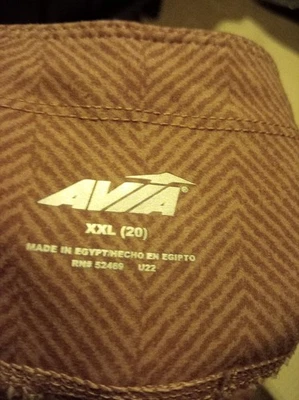 AVIA®
XXL (20)
MADE IN EGYPT/HECHO EN EGIPTO
RN# 52469 U22